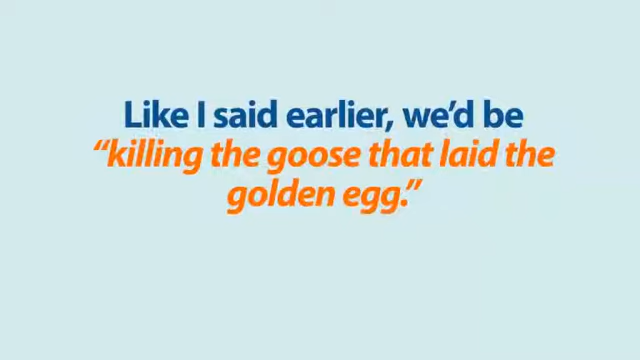 Like I said earlier, we’d be
“killing the goose that laid the
golden egg.”